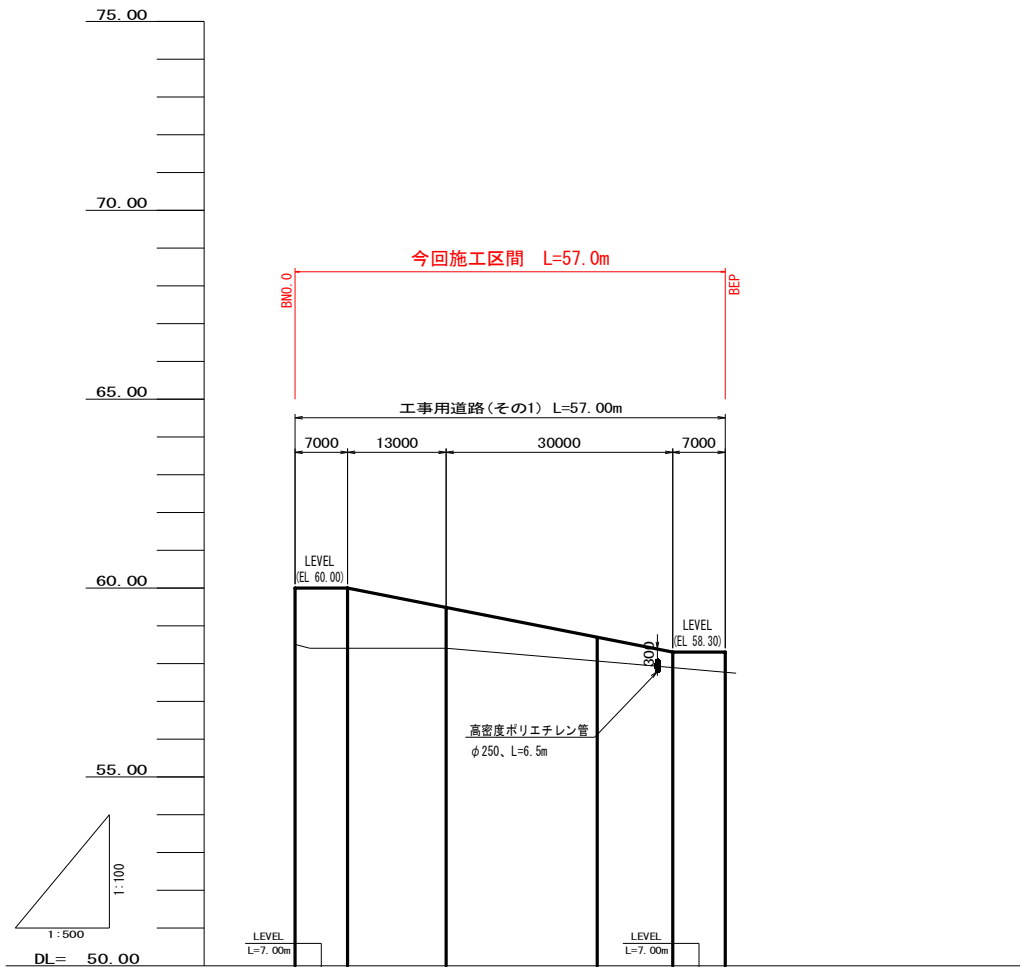 75.00
70.00
今回施工区間 L=57.0m
BNO.0
BEP
65.00
工事用道路(その1) L=57.00m
7000
13000
30000
7000
60.00
LEVEL
(EL 60.00)
LEVEL
(EL 58.30)
300
高密度ポリエチレン管
φ250、L=6.5m
55.00
1:100
1:500
LEVEL
L=7.00m
LEVEL
L=7.00m
DL= 50.00